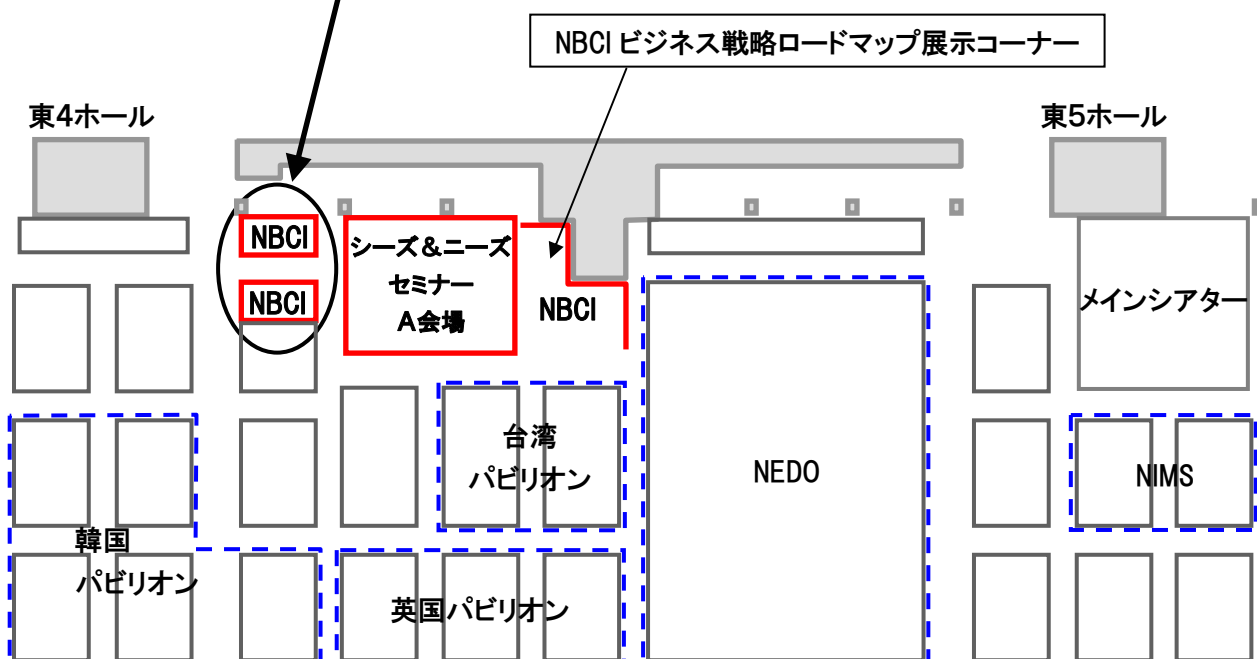 NBCI ビジネス戦略ロードマップ展示コーナー
東4ホール
東5ホール
NBCI
シーズ&ニーズ
セミナー
A会場
NBCI
NBCI
メインシアター
台湾
パビリオン
NEDO
NIMS
韓国
パビリオン
英国パビリオン